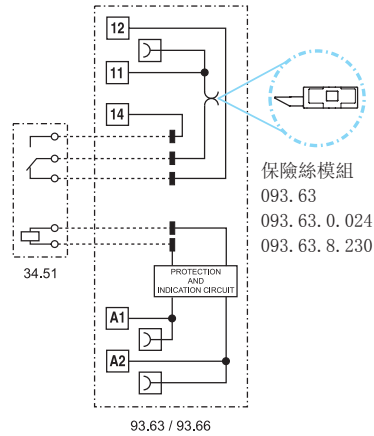 12
11
14
保險絲模組
093.63
093.63.0.024
093.63.8.230
34.51
PROTECTION
AND
INDICATION CIRCUIT
A1
A2
93.63 / 93.66